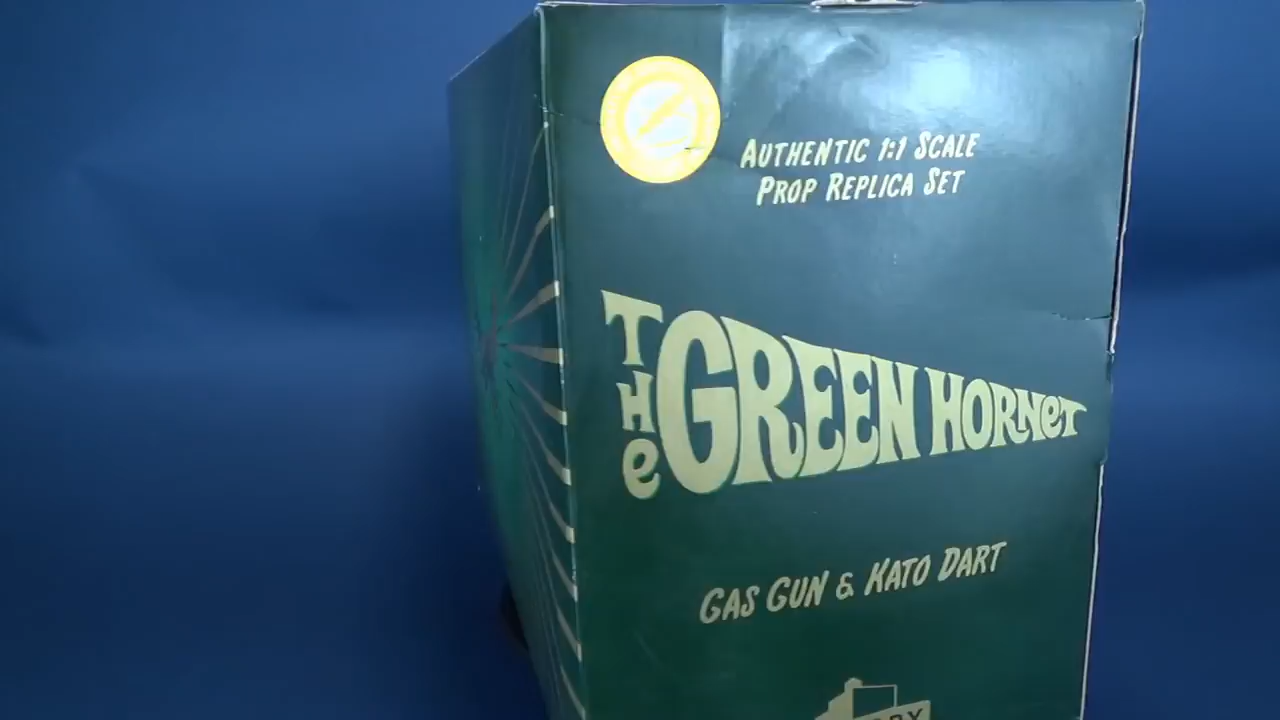 AUTHENTIC 1:1 SCALE
PROP REPLICA SET
THE GREEN HORNET
GAS GUN & KATO DART